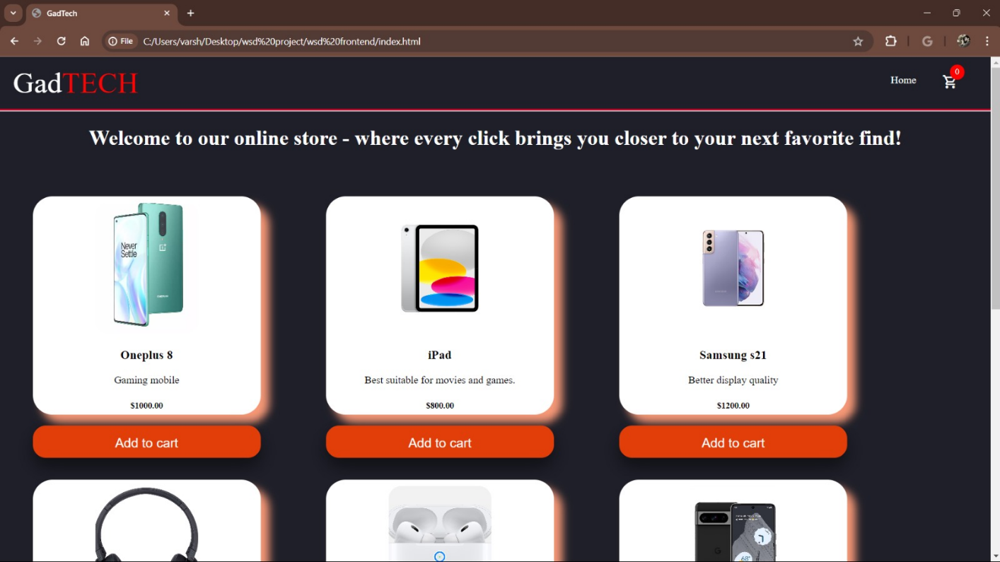 GadTech
File
C:/Users/varsh/Desktop/wsd%20project/wsd%20frontend/index.html
GadTECH
Home
0
Welcome to our online store - where every click brings you closer to your next favorite find!
Never
Settle
Oneplus 8
Gaming mobile
$1000.00
Add to cart
iPad
Best suitable for movies and games.
$800.00
Add to cart
SAMSUNG
Samsung s21
Better display quality
$1200.00
Add to cart
G
68°